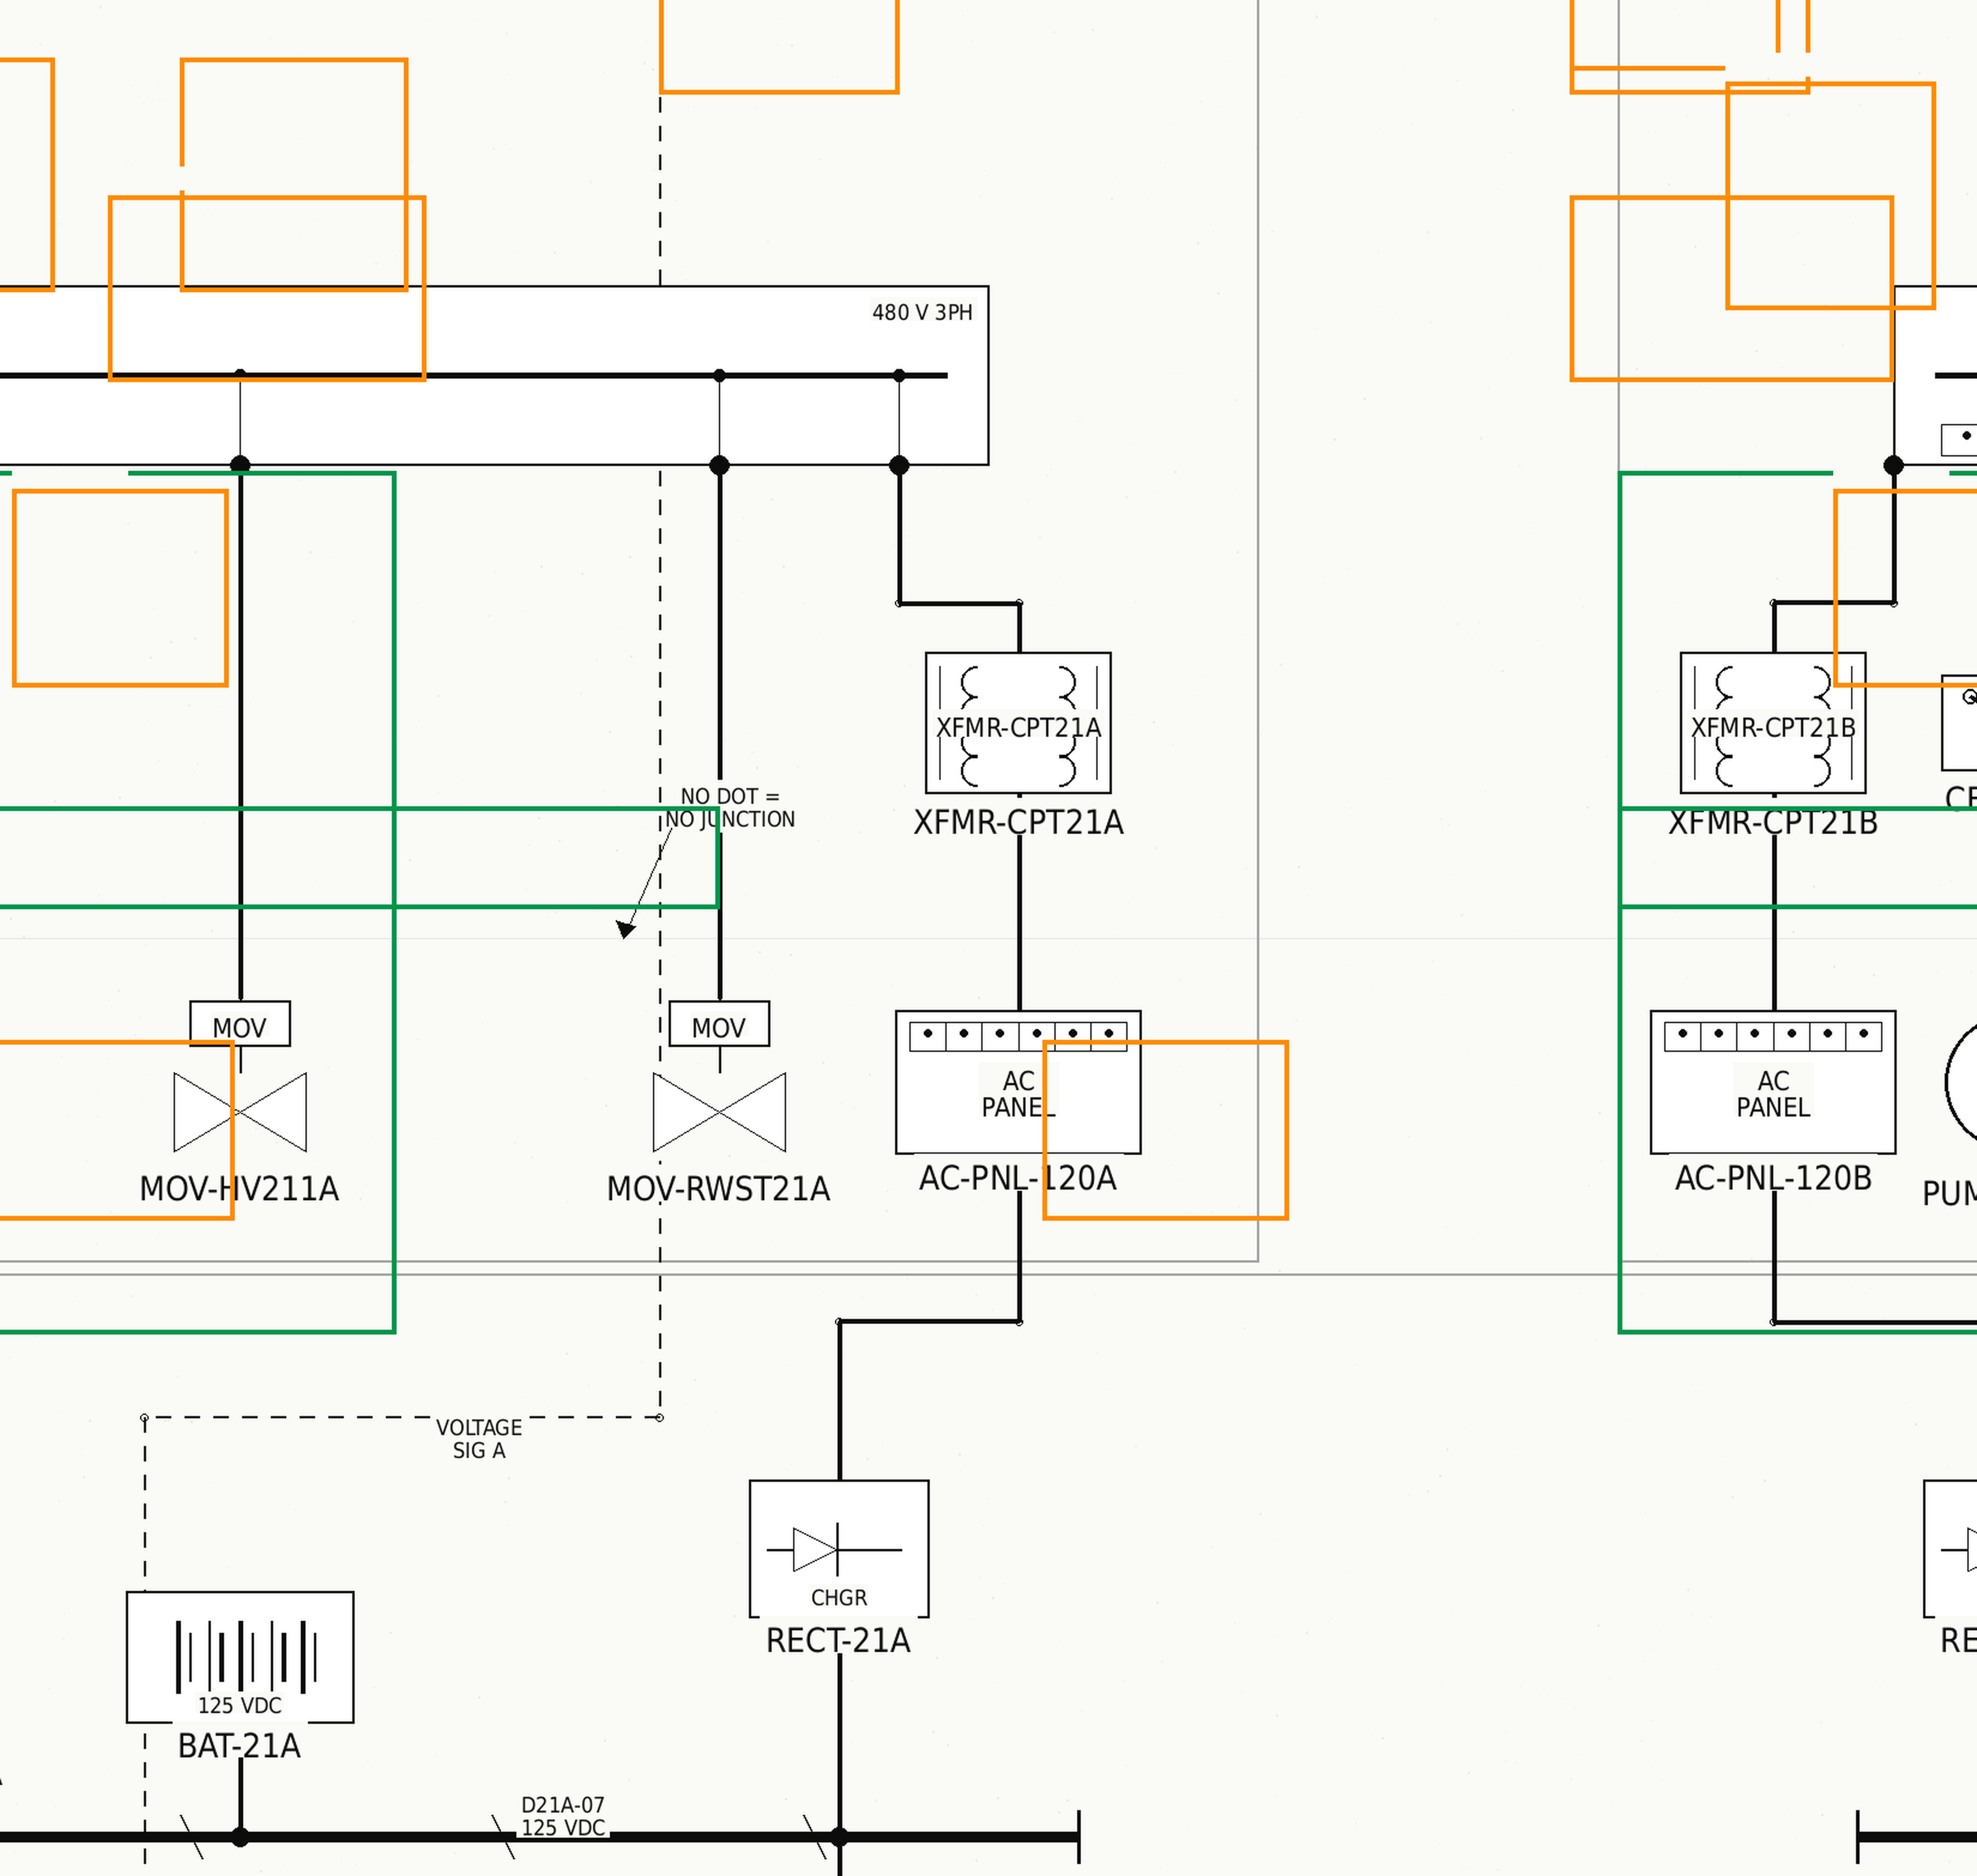 480 V 3PH
XFMR-CPT21A
XFMR-CPT21B
NO DOT =
NO JUNCTION
XFMR-CPT21A
XFMR-CPT21B
MOV
MOV
AC
PANEL
AC
PANEL
MOV-HV211A
MOV-RWST21A
AC-PNL-120A
AC-PNL-120B
PUM
VOLTAGE
SIG A
CHGR
RECT-21A
RE
125 VDC
BAT-21A
D21A-07
125 VDC